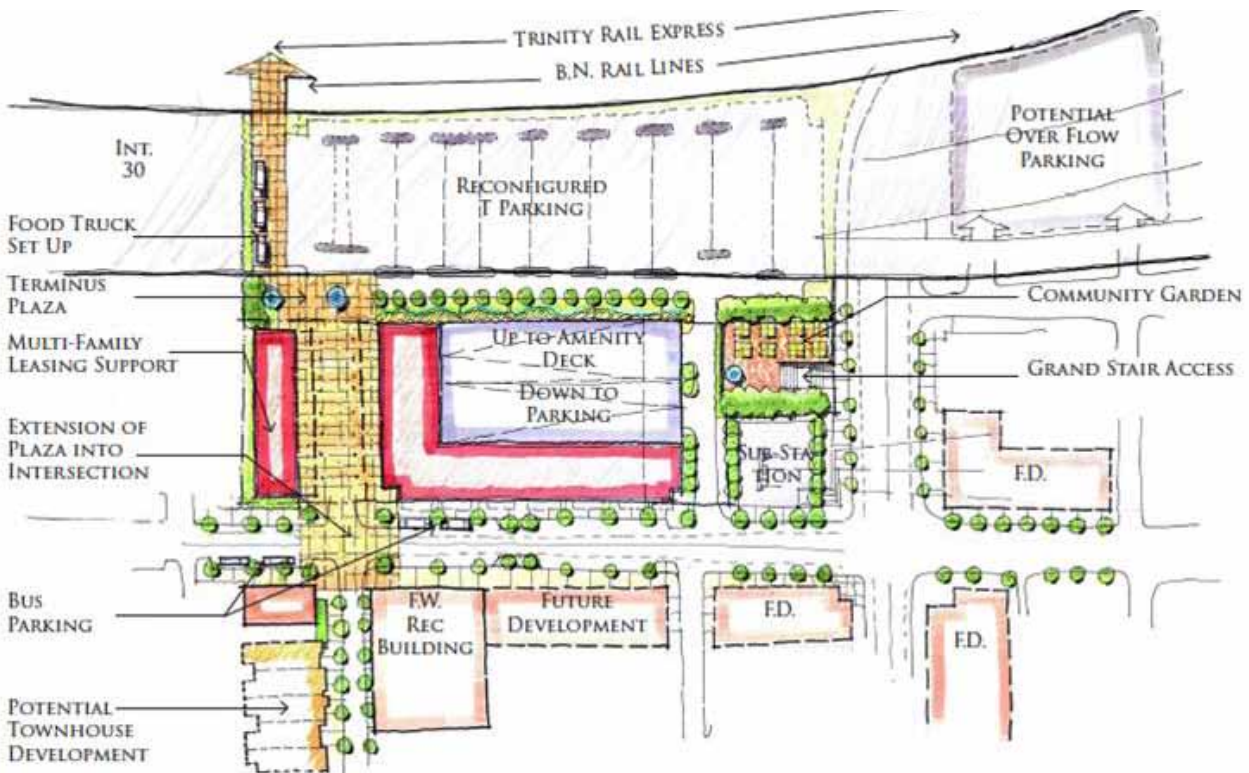 TRINITY RAIL EXPRESS
B.N. RAIL LINES
POTENTIAL
OVER FLOW
PARKING
INT.
30
RECONFIGURED
T PARKING
FOOD TRUCK
SET UP
TERMINUS
PLAZA
COMMUNITY GARDEN
MULTI-FAMILY
LEASING SUPPORT
UP TO AMENITY
DECK
GRAND STAIR ACCESS
DOWN TO
PARKING
EXTENSION OF
PLAZA INTO
INTERSECTION
SUB-STA-
TION
F.D.
BUS
PARKING
F.W.
REC
BUILDING
FUTURE
DEVELOPMENT
F.D.
F.D.
POTENTIAL
TOWNHOUSE
DEVELOPMENT